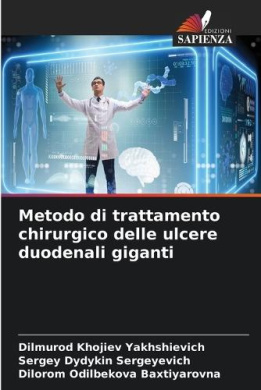 EDIZIONI
SAPIENZA
Metodo di trattamento
chirurgico delle ulcere
duodenali giganti
Dilmurod Khojiev Yakhshievich
Sergey Dydykin Sergeyevich
Dilorom Odilbekova Baxtiyarovna